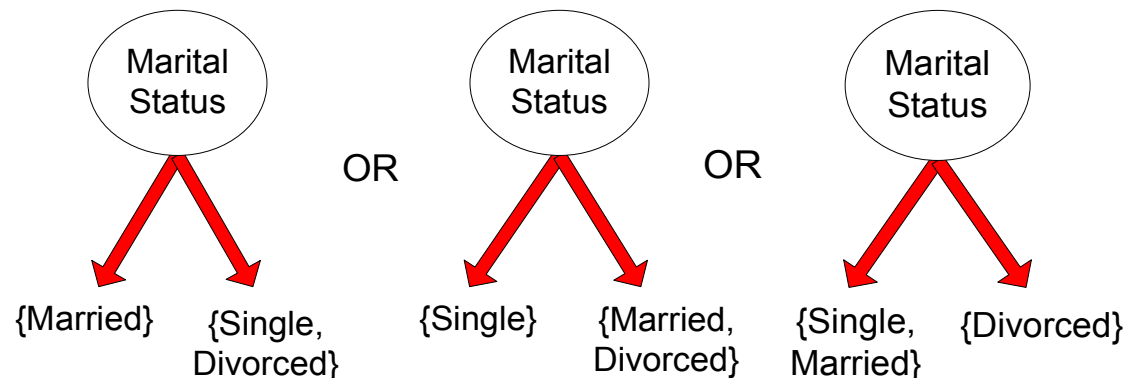 Marital
Status
OR
Marital
Status
OR
Marital
Status
{Married}
{Single,
Divorced}
{Single}
{Married,
Divorced}
{Single,
Married}
{Divorced}